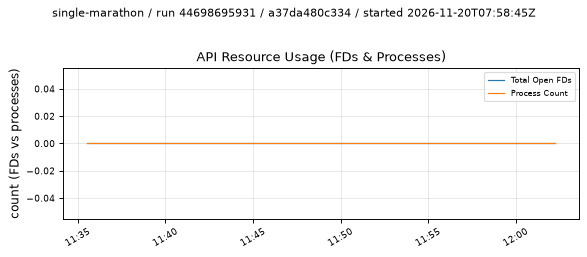 single-marathon / run 44698695931 / a37da480c334 / started 2026-11-20T07:58:45Z
API Resource Usage (FDs & Processes)
Total Open FDs
Process Count
count (FDs vs processes)
0.04
0.02
0.00
−0.02
−0.04
11:35
11:40
11:45
11:50
11:55
12:00